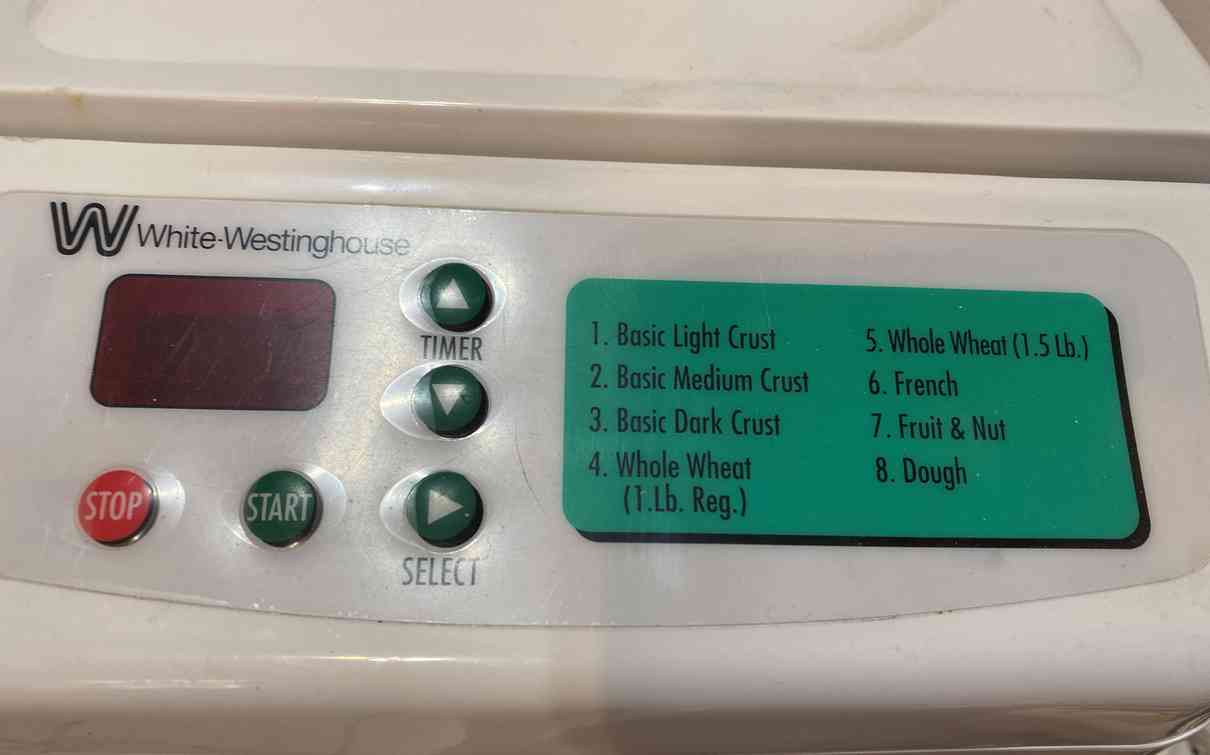 White-Westinghouse
TIMER
STOP
START
SELECT
1. Basic Light Crust
2. Basic Medium Crust
3. Basic Dark Crust
4. Whole Wheat
(1.Lb. Reg.)
5. Whole Wheat (1.5 Lb.)
6. French
7. Fruit & Nut
8. Dough